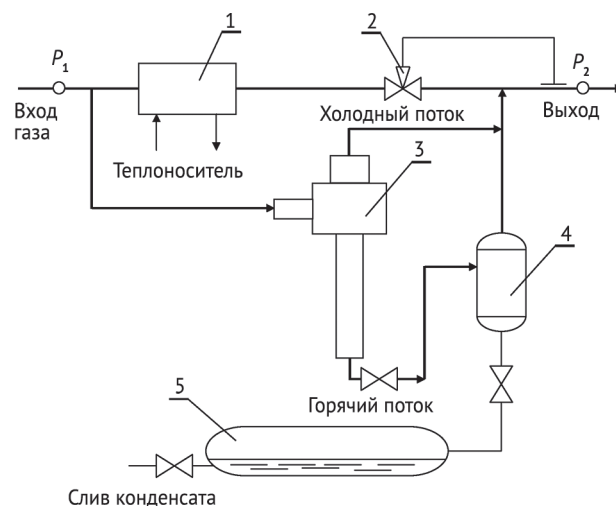 1
2
P1
P2
Вход
газа
Холодный поток
Выход
Теплоноситель
3
4
Горячий поток
5
Слив конденсата